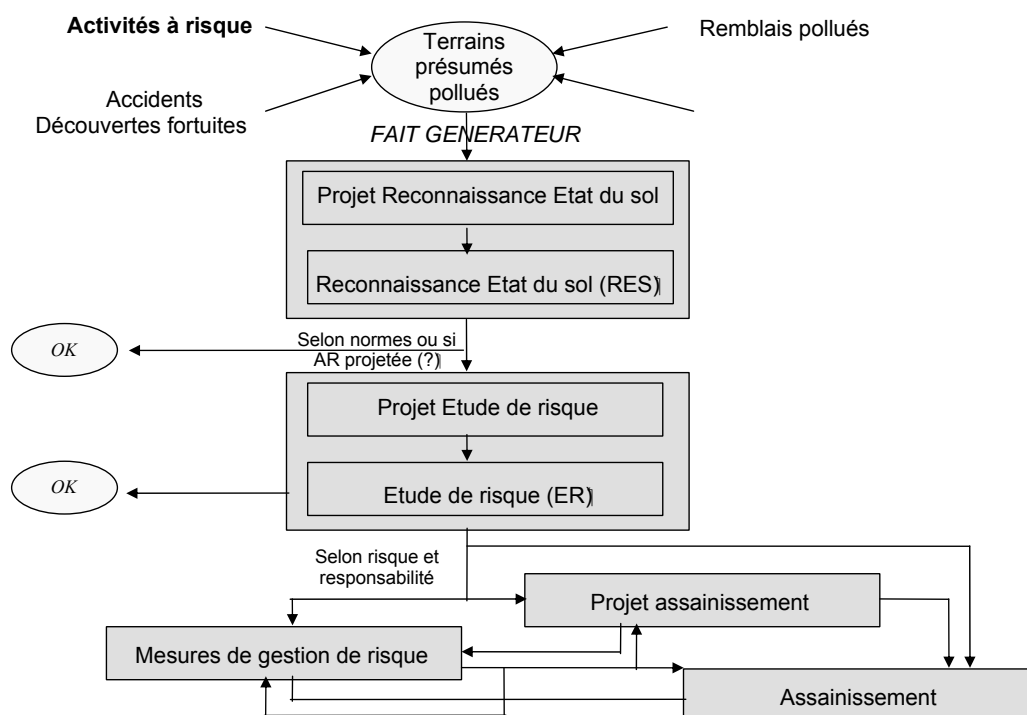 Activités à risque
Terrains
présumés
pollués
Remblais pollués
Accidents
Découvertes fortuites
FAIT GENERATEUR
Projet Reconnaissance Etat du sol
Reconnaissance Etat du sol (RES)
OK
Selon normes ou si
AR projetée (?)
Projet Etude de risque
OK
Etude de risque (ER)
Selon risque et
responsabilité
Projet assainissement
Mesures de gestion de risque
Assainissement